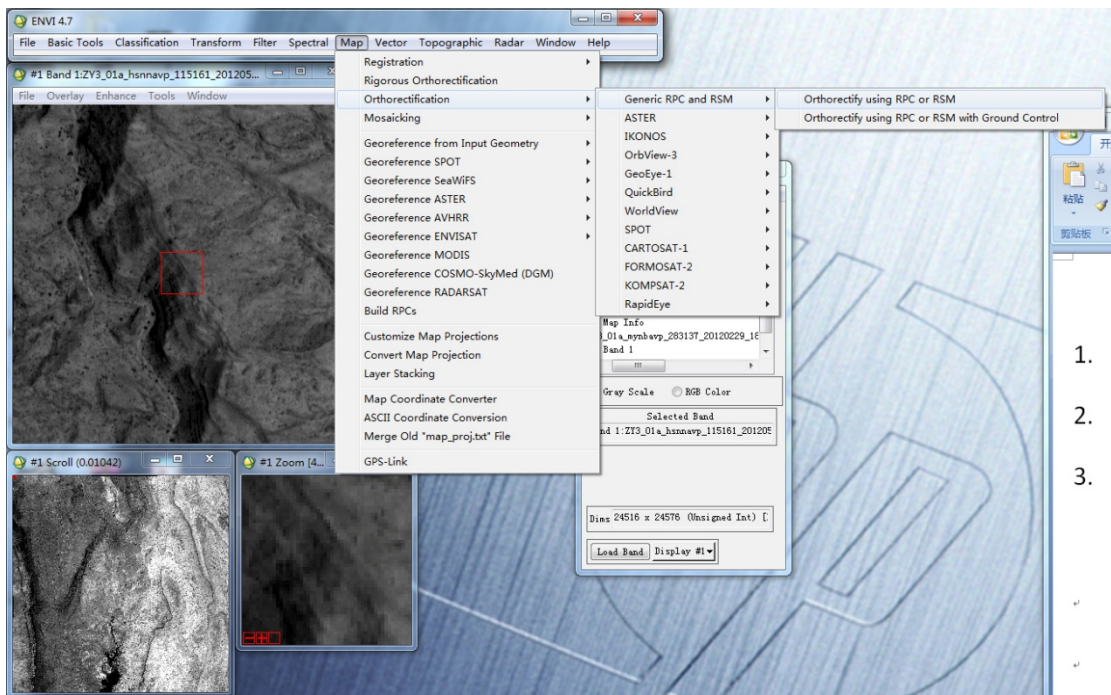 ENVI 4.7
File Basic Tools Classification Transform Filter Spectral Map Vector Topographic Radar Window Help
#1 Band 1:ZY3_01a_hsnnavp_115161_201205...
File Overlay Enhance Tools Window
Registration
Rigorous Orthorectification
Orthorectification
Mosaicking
Georeference from Input Geometry
Georeference SPOT
Georeference SeaWiFS
Georeference ASTER
Georeference AVHRR
Georeference ENVISAT
Georeference MODIS
Georeference COSMO-SkyMed (DGM)
Georeference RADARSAT
Build RPCs
Customize Map Projections
Convert Map Projection
Layer Stacking
Map Coordinate Converter
ASCII Coordinate Conversion
Merge Old "map_proj.txt" File
GPS-Link
Generic RPC and RSM
ASTER
IKONOS
OrbView-3
GeoEye-1
QuickBird
WorldView
SPOT
CARTOSAT-1
FORMOSAT-2
KOMPSAT-2
RapidEye
Orthorectify using RPC or RSM
Orthorectify using RPC or RSM with Ground Control
Map Info
_01a_mynbavp_283137_20120229_18
Band 1
Gray Scale RGB Color
Selected Band
nd 1:ZY3_01a_hsnnavp_115161_201205
Dims 24516 x 24576 (Unsigned Int) [
Load Band Display #1
#1 Scroll (0.01042)
#1 Zoom [4...
开
粘贴
剪贴板
1.
2.
3.